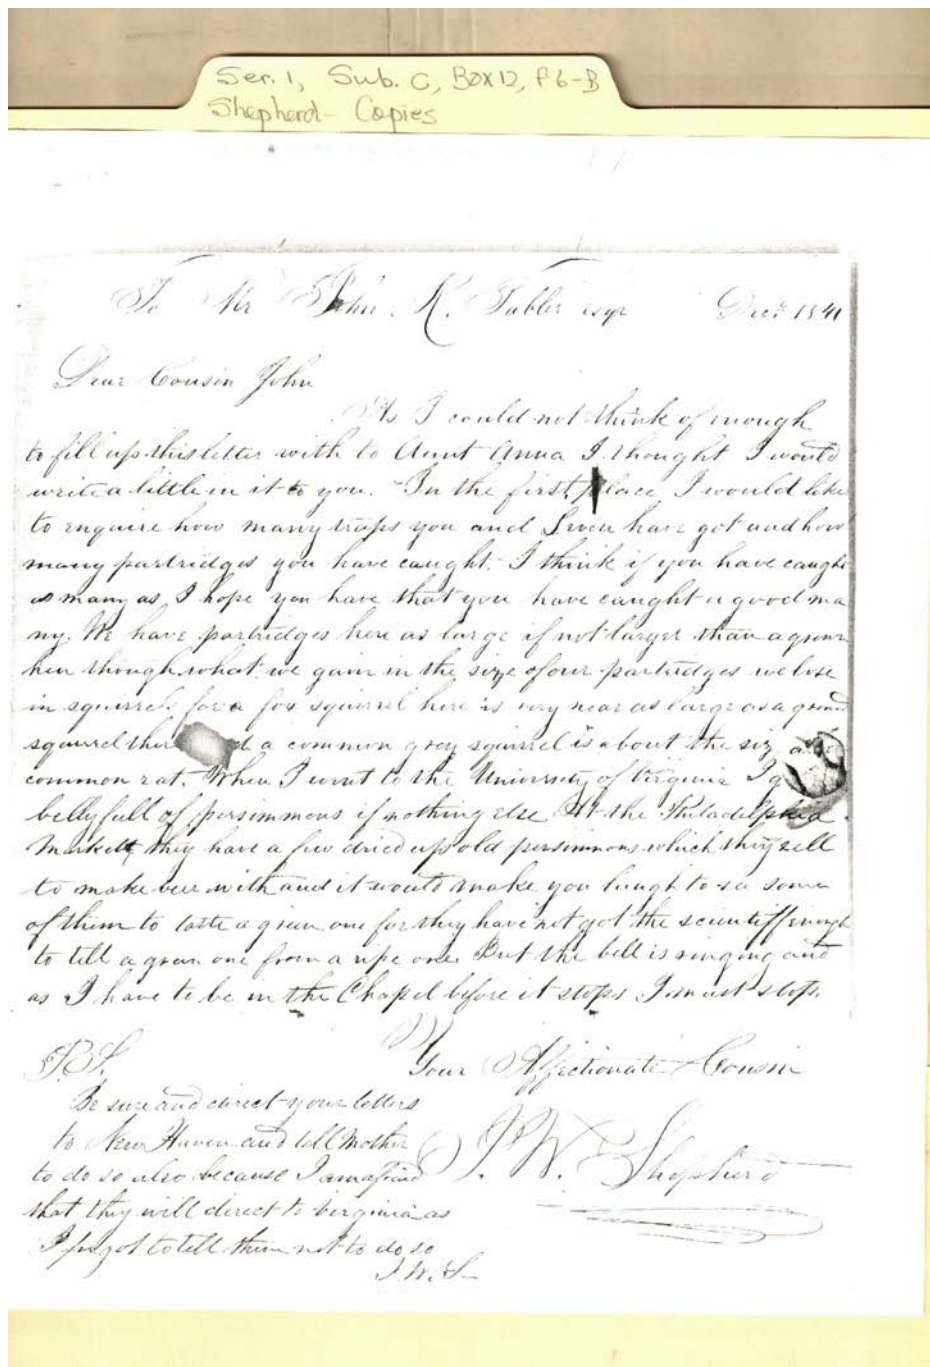 Ser. 1, Sub. C, Box 12, F6-B
Shepherd- Copies
To Mr John. K. Tabler esqr Decr. 1841
Dear Cousin John
As I could not think of enough
to fill up this letter with to Aunt Anna I thought I would
write a little in it to you. In the first place I would like
to enquire how many traps you and have got and how
many partridges you have caught. I think if you have caught
as many as I hope you have that you have caught a good ma
ny. We have partridges here as large if not larger than a grown
hen though what we gain in the size of our partridges we lose
in squirrels for a fox squirrel here is very near as large as a ground
squirrel a common grey squirrel is about the siz
common rat. When I went to the University of Virginia I
belly full of persimmons if nothing else. At the Philadelphia
Markett they have a few dried up old persimmons which they sell
to make beer with and it would make you laugh to see some
of them to taste a green one for they have not got the enough
to tell a green one from a ripe one. But the bell is ringing and
as I have to be in the Chapel before it stops I must stop.
Your Affectionate Cousin
J. W. Shepherd
P.S.
Be sure and direct your letters
to New Haven and tell Mother
to do so also because I am afraid
that they will direct to Virginia as
I forgot to tell them not to do so
J. W. S—